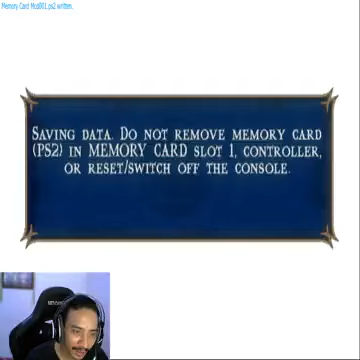 Memory Card Mcd001.ps2 written.
SAVING DATA. DO NOT REMOVE MEMORY CARD
(PS2) IN MEMORY CARD SLOT 1, CONTROLLER,
OR RESET/SWITCH OFF THE CONSOLE.